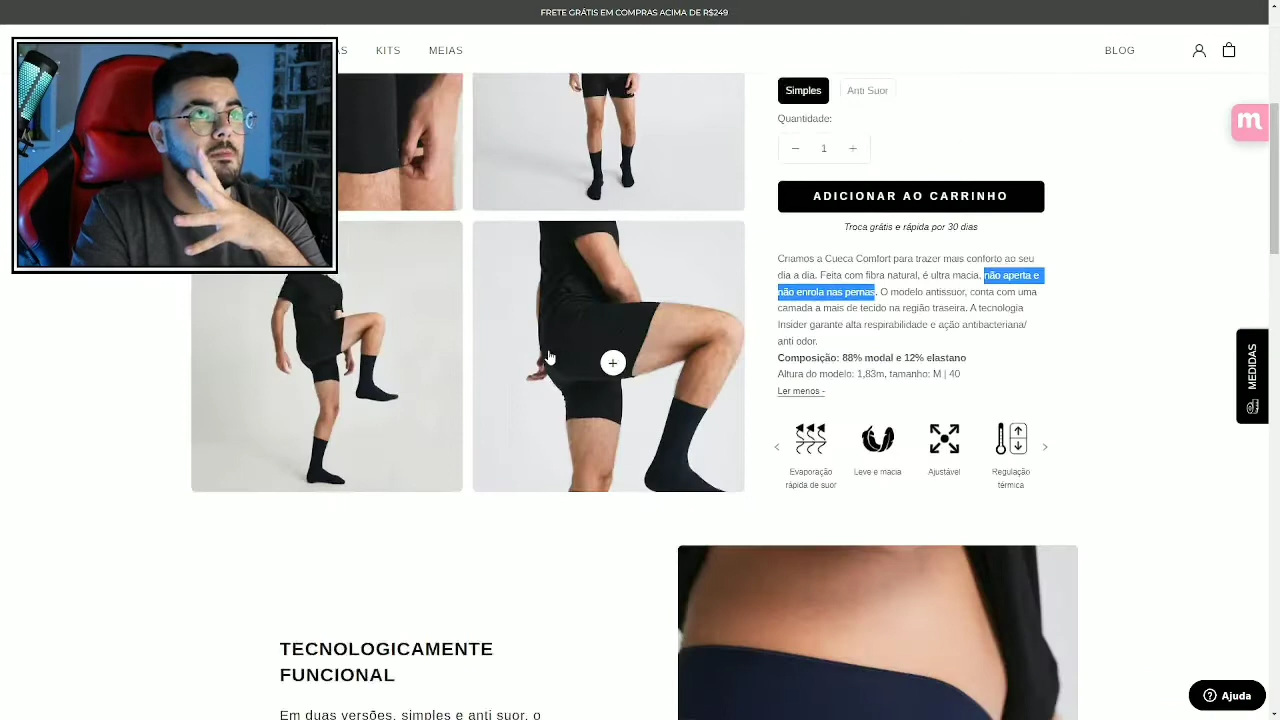 FRETE GRÁTIS EM COMPRAS ACIMA DE R$249
KITS
MEIAS
BLOG
Simples
Anti Suor
m
Quantidade:
− 1 +
ADICIONAR AO CARRINHO
Troca grátis e rápida por 30 dias
Criamos a Cueca Comfort para trazer mais conforto ao seu
dia a dia. Feita com fibra natural, é ultra macia, não aperta e
não enrola nas pernas. O modelo antissuor, conta com uma
camada a mais de tecido na região traseira. A tecnologia
Insider garante alta respirabilidade e ação antibacteriana/
anti odor.
Composição: 88% modal e 12% elastano
Altura do modelo: 1,83m, tamanho: M | 40
Ler menos -
MEDIDAS
Evaporação
rápida de suor
Leve e macia
Ajustável
Regulação
térmica
TECNOLOGICAMENTE
FUNCIONAL
Em duas versões, simples e anti suor, o
Ajuda